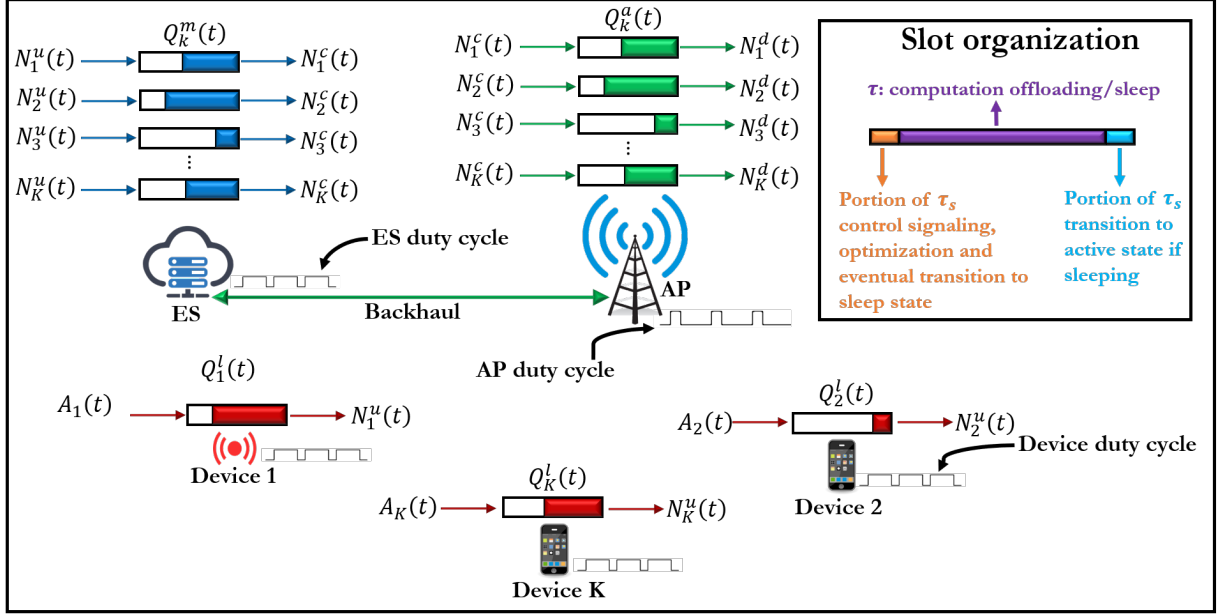 Q_k^m(t)
N_1^u(t) N_1^c(t)
N_2^u(t) N_2^c(t)
N_3^u(t) N_3^c(t)
⋮
N_K^u(t) N_K^c(t)
Q_k^a(t)
N_1^c(t) N_1^d(t)
N_2^c(t) N_2^d(t)
N_3^c(t) N_3^d(t)
⋮
N_K^c(t) N_K^d(t)
Slot organization
τ: computation offloading/sleep
Portion of τ_s
control signaling,
optimization and
eventual transition to
sleep state
Portion of τ_s
transition to
active state if
sleeping
ES duty cycle
ES
Backhaul
AP
AP duty cycle
Q_1^l(t)
A_1(t) N_1^u(t)
Device 1
Q_2^l(t)
A_2(t) N_2^u(t)
Device duty cycle
Device 2
Q_K^l(t)
A_K(t) N_K^u(t)
Device K